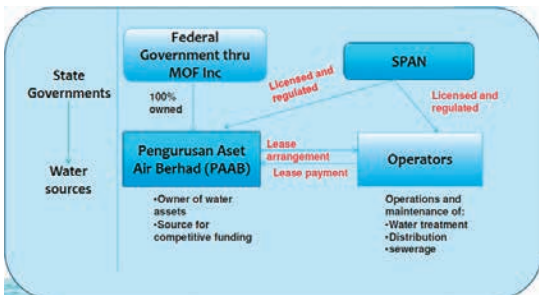 State
Governments
Water
sources
Federal
Government thru
MOF Inc
SPAN
100%
owned
Licensed and
regulated
Licensed and
regulated
Pengurusan Aset
Air Berhad (PAAB)
Lease
arrangement
Lease payment
Operators
•Owner of water
assets
•Source for
competitive funding
Operations and
maintenance of:
•Water treatment
•Distribution
•sewerage